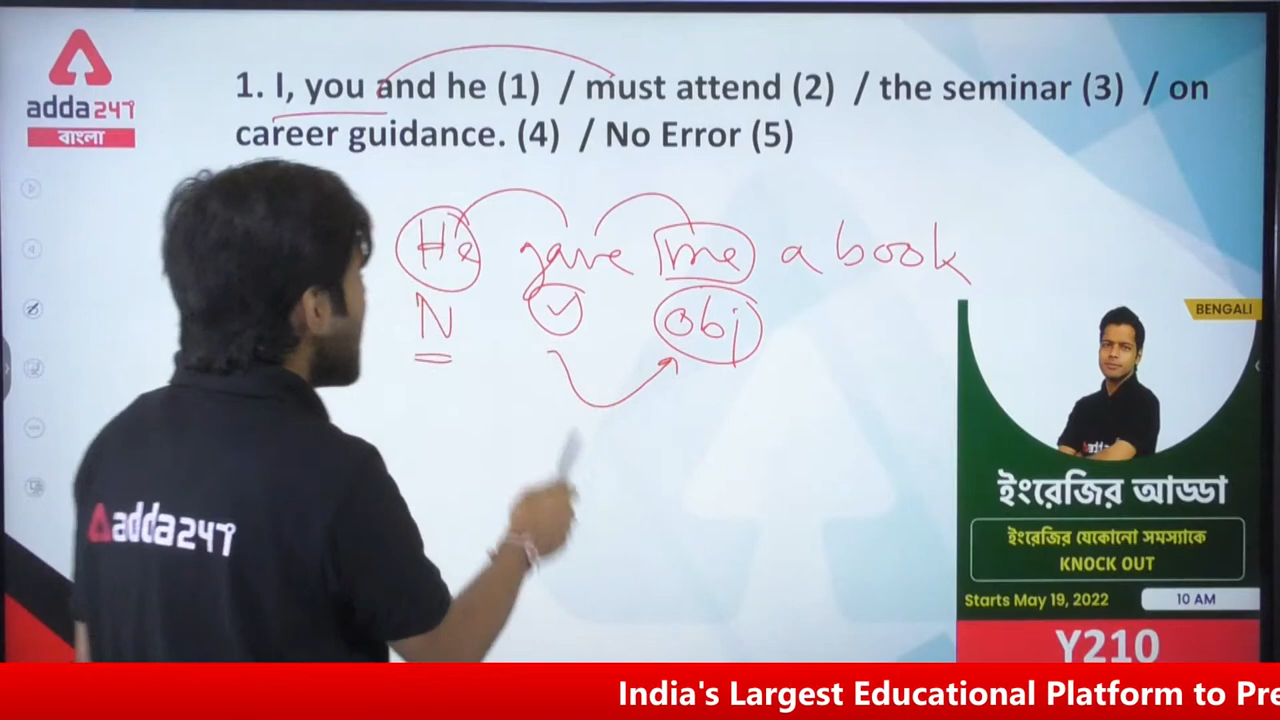 adda247
বাংলা
1. I, you and he (1) / must attend (2) / the seminar (3) / on
career guidance. (4) / No Error (5)
He gave me a book
N V obj
adda247
BENGALI
ইংরেজির আড্ডা
ইংরেজির যেকোনো সমস্যাকে
KNOCK OUT
Starts May 19, 2022 10 AM
Y210
India's Largest Educational Platform to Pre